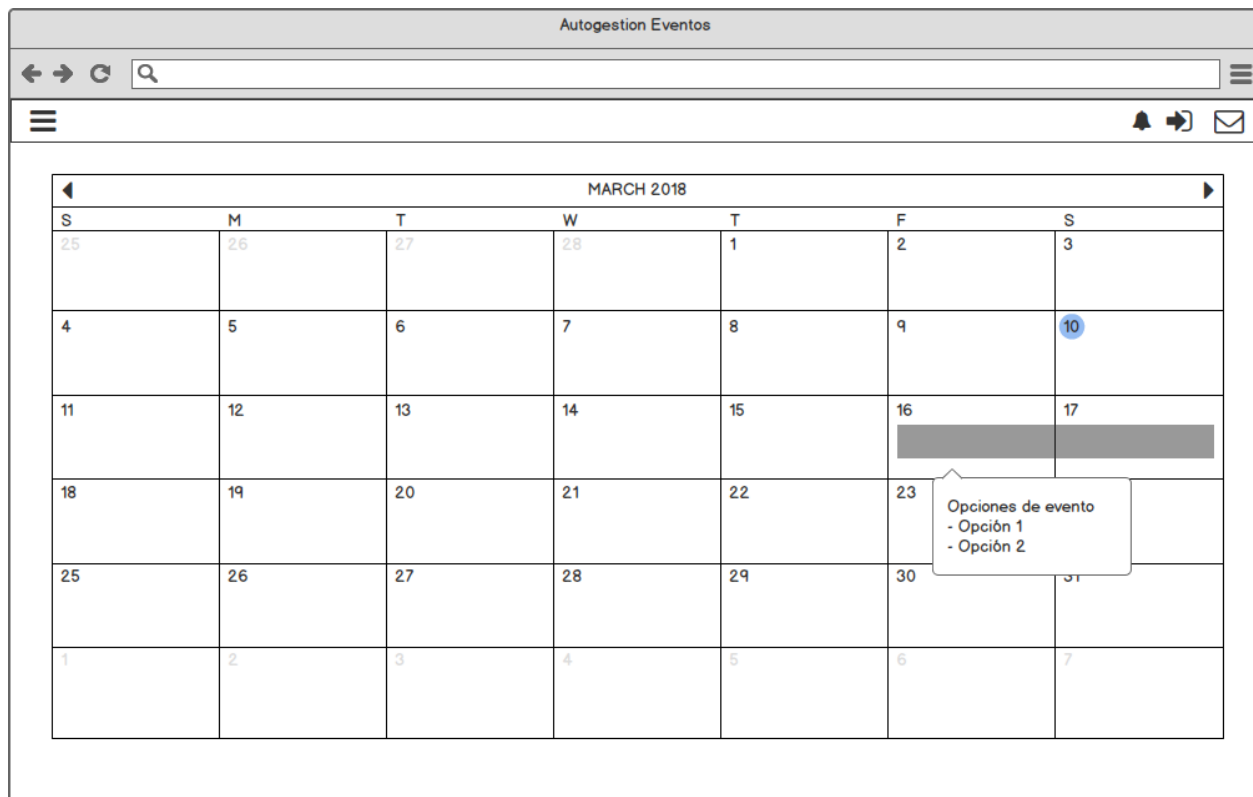 Autogestion Eventos
MARCH 2018
S M T W T F S
25 26 27 28 1 2 3
4 5 6 7 8 9 10
11 12 13 14 15 16 17
18 19 20 21 22 23
Opciones de evento
- Opción 1
- Opción 2
25 26 27 28 29 30 31
1 2 3 4 5 6 7